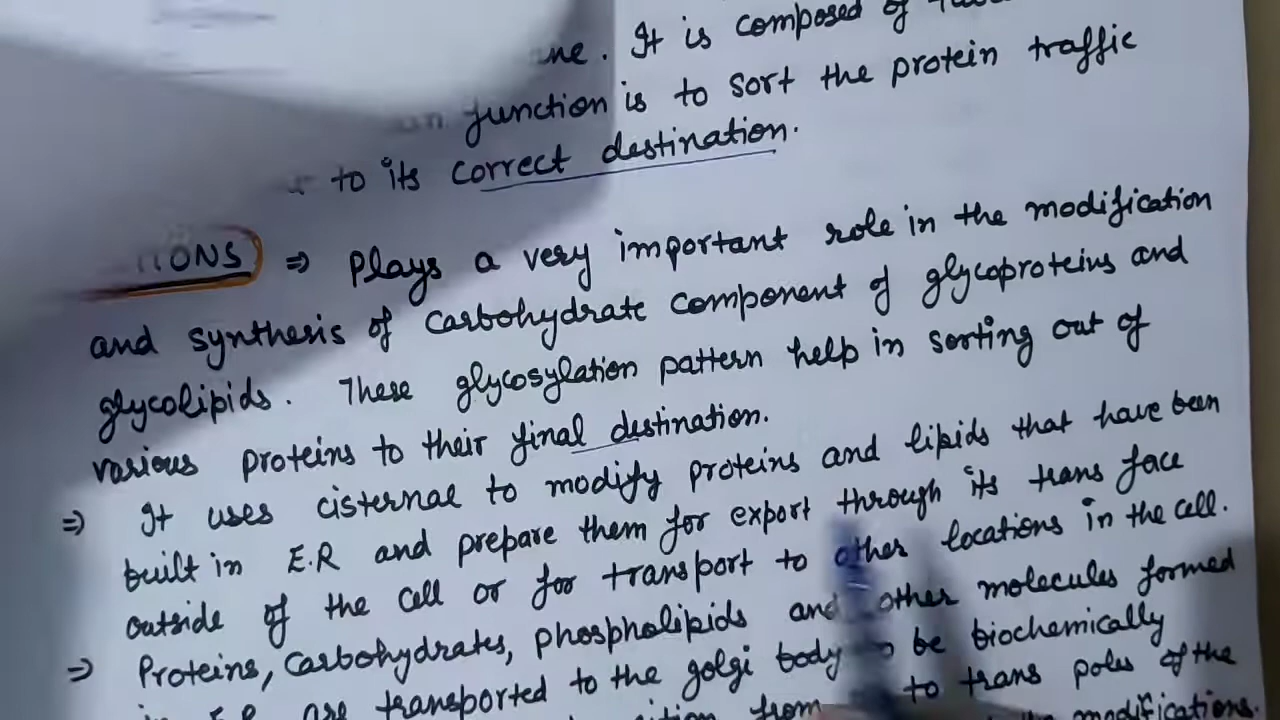 ne. It is composed of
function is to sort the protein traffic
to its correct destination.
TIONS ⇒ Plays a very important role in the modification
and synthesis of carbohydrate component of glycoproteins and
glycolipids. These glycosylation pattern help in sorting out of
various proteins to their final destination.
⇒ It uses cisternae to modify proteins and lipids that have been
built in E.R and prepare them for export through its trans face
outside of the cell or for transport to other locations in the cell.
⇒ Proteins, Carbohydrates, phospholipids and other molecules formed
in E.R are transported to the golgi body to be biochemically
from to trans poles of the
modifications.